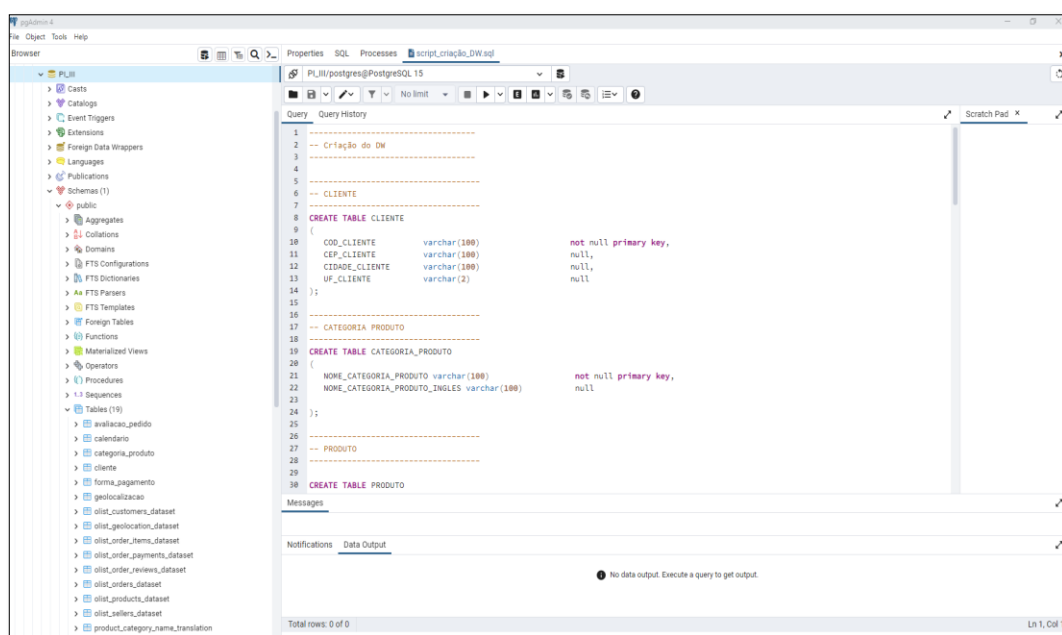 pgAdmin 4
File Object Tools Help
Browser
PI_III
Casts
Catalogs
Event Triggers
Extensions
Foreign Data Wrappers
Languages
Publications
Schemas (1)
public
Aggregates
Collations
Domains
FTS Configurations
FTS Dictionaries
Aa FTS Parsers
FTS Templates
Foreign Tables
Functions
Materialized Views
Operators
Procedures
1..3 Sequences
Tables (19)
avaliacao_pedido
calendario
categoria_produto
cliente
forma_pagamento
geolocalizacao
olist_customers_dataset
olist_geolocation_dataset
olist_order_items_dataset
olist_order_payments_dataset
olist_order_reviews_dataset
olist_orders_dataset
olist_products_dataset
olist_sellers_dataset
product_category_name_translation
Properties SQL Processes script_criação_DW.sql
PI_III/postgres@PostgreSQL 15
No limit
Query Query History
Scratch Pad ×
1 -----------------------------------
2 -- Criação do DW
3 -----------------------------------
4
5 ------------------------------------
6 -- CLIENTE
7 ------------------------------------
8 CREATE TABLE CLIENTE
9 (
10 COD_CLIENTE varchar(100) not null primary key,
11 CEP_CLIENTE varchar(100) null,
12 CIDADE_CLIENTE varchar(100) null,
13 UF_CLIENTE varchar(2) null
14 );
15
16 ------------------------------------
17 -- CATEGORIA PRODUTO
18 ------------------------------------
19 CREATE TABLE CATEGORIA_PRODUTO
20 (
21 NOME_CATEGORIA_PRODUTO varchar(100) not null primary key,
22 NOME_CATEGORIA_PRODUTO_INGLES varchar(100) null
23
24 );
25
26 ------------------------------------
27 -- PRODUTO
28 ------------------------------------
29
30 CREATE TABLE PRODUTO
Messages
Notifications Data Output
No data output. Execute a query to get output.
Total rows: 0 of 0
Ln 1, Col